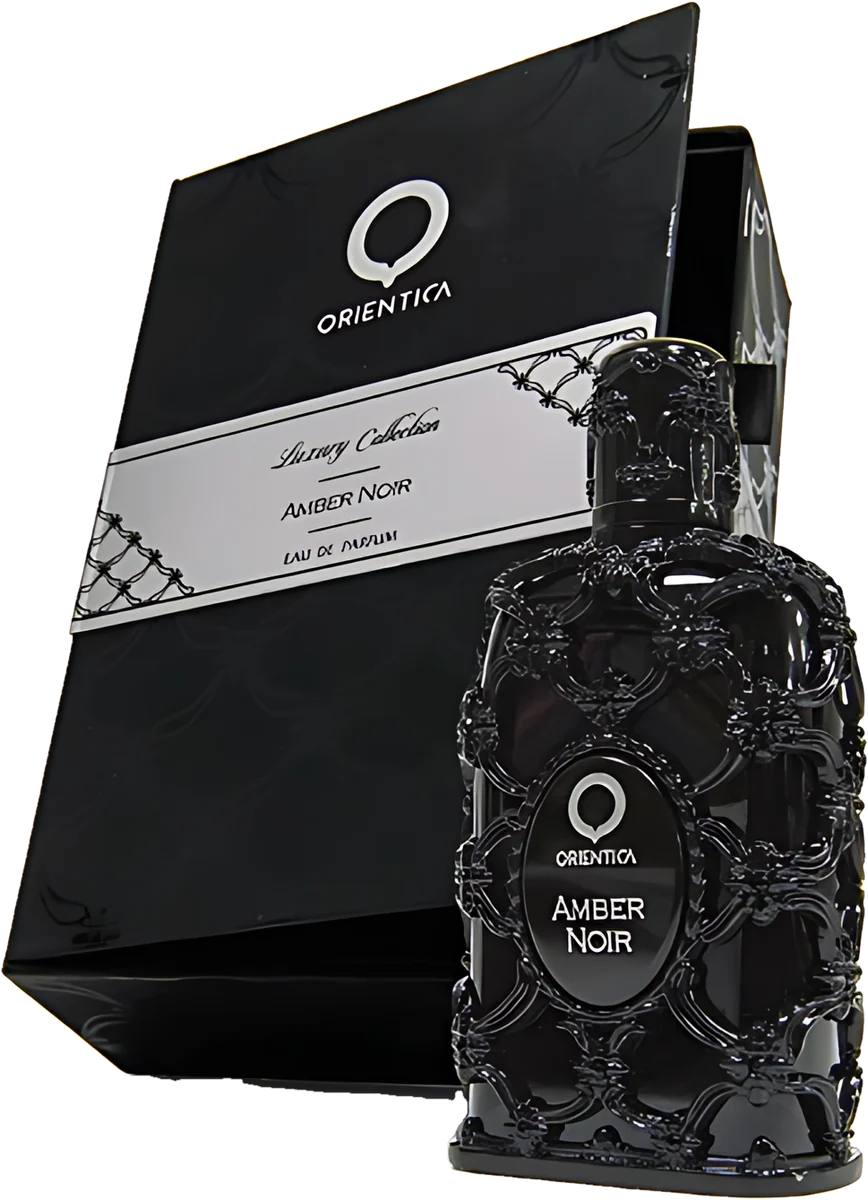 ORIENTICA
Luxury Collection
AMBER NOIR
EAU DE PARFUM
ORIENTICA
AMBER
NOIR